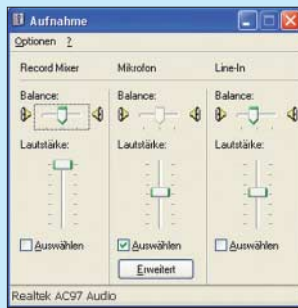 Aufnahme
Optionen ?
Record Mixer Mikrofon Line-In
Balance: Balance: Balance:
Lautstärke: Lautstärke: Lautstärke:
Auswählen Auswählen Auswählen
Erweitert
Realtek AC97 Audio